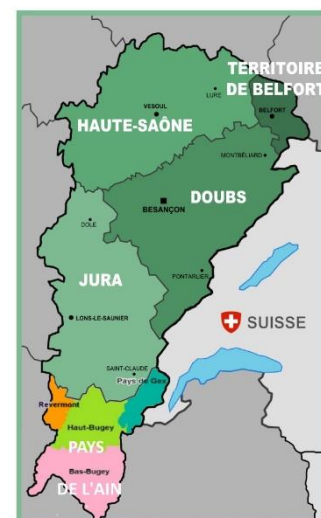 TERRITOIRE
DE BELFORT
LURE
VESOUL
BELFORT
HAUTE-SAÔNE
MONTBÉLIARD
DOUBS
BESANÇON
DOLE
JURA
PONTARLIER
LONS-LE-SAUNIER
SUISSE
SAINT-CLAUDE
Pays de Gex
Revermont
Haut-Bugey
PAYS
Bas-Bugey
DE L'AIN